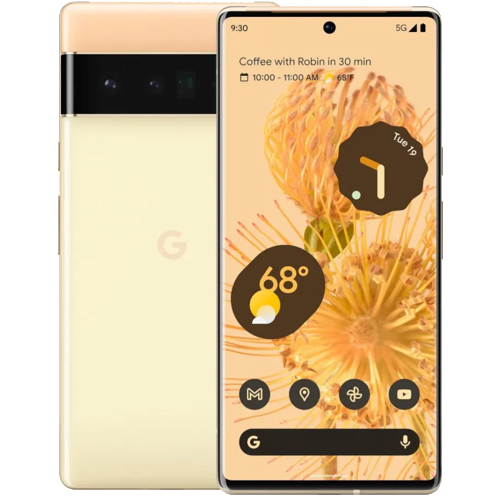 9:30
5G
Coffee with Robin in 30 min
10:00 - 11:00 AM 68°F
Tue 19
68°
G
G